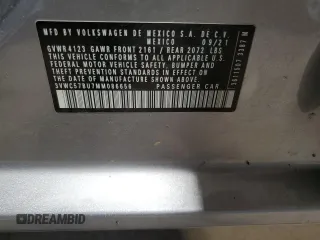 MFD BY VOLKSWAGEN DE MEXICO S.A. DE C.V.
MEXICO 09/21
GVWR 4123 GAWR FRONT 2161 / REAR 2072 LBS
THIS VEHICLE CONFORMS TO ALL APPLICABLE U.S.
FEDERAL MOTOR VEHICLE SAFETY, BUMPER, AND
THEFT PREVENTION STANDARDS IN EFFECT ON THE
DATE OF MANUFACTURE SHOWN ABOVE.
PASSENGER CAR
DREAMBID